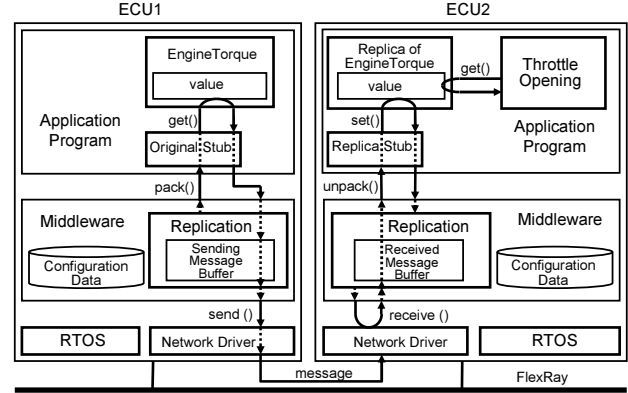 ECU1
EngineTorque
value
Application
Program
get()
Original Stub
pack()
Middleware
Replication
Sending
Message
Buffer
Configuration
Data
send ()
RTOS
Network Driver
ECU2
Replica of
EngineTorque
value
get()
Throttle
Opening
Application
Program
set()
Replica Stub
unpack()
Replication
Middleware
Received
Message
Buffer
Configuration
Data
receive ()
Network Driver
RTOS
message
FlexRay